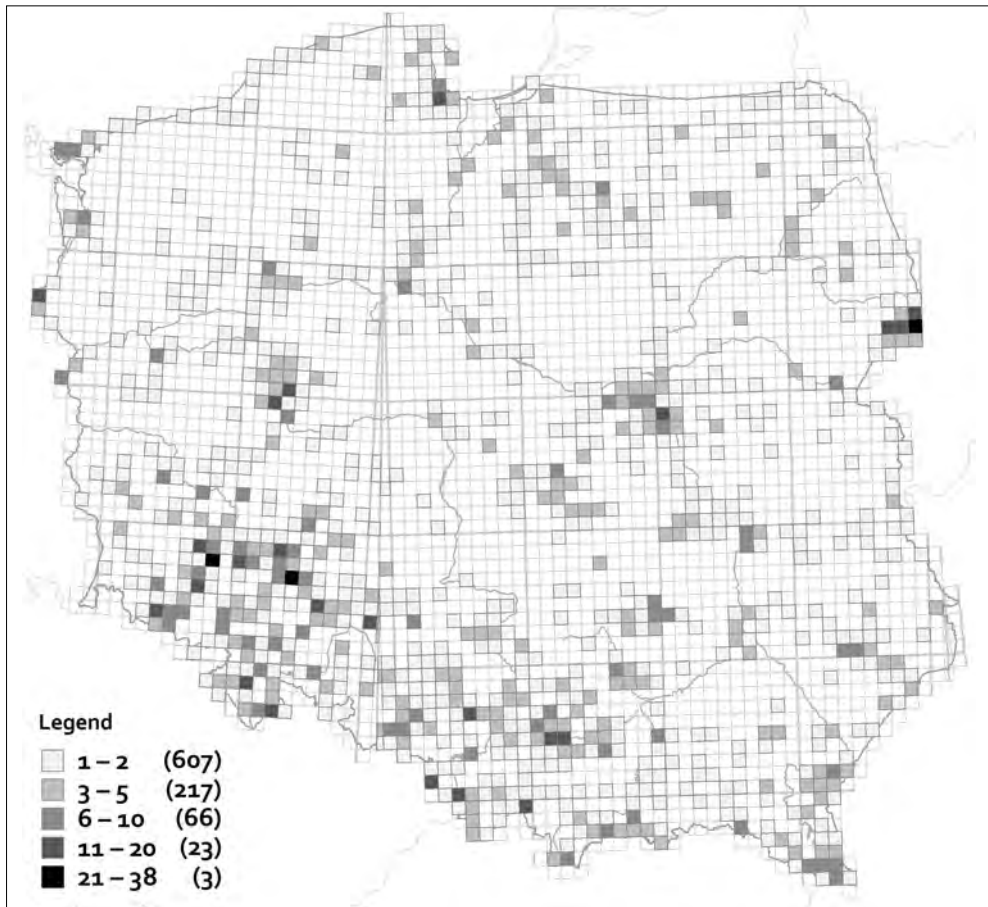 Legend
1 – 2 (607)
3 – 5 (217)
6 – 10 (66)
11 – 20 (23)
21 – 38 (3)